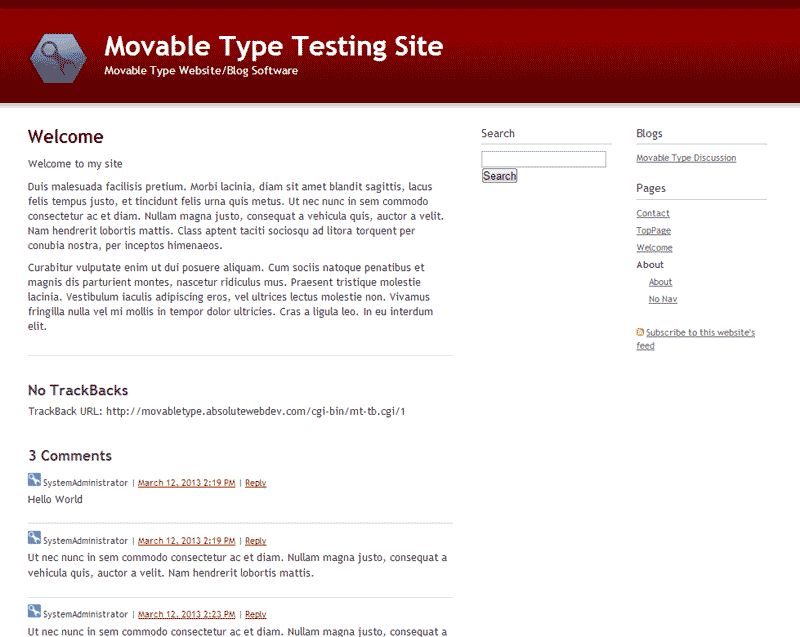 Movable Type Testing Site
Movable Type Website/Blog Software
Welcome
Welcome to my site
Duis malesuada facilisis pretium. Morbi lacinia, diam sit amet blandit sagittis, lacus
felis tempus justo, et tincidunt felis urna quis metus. Ut nec nunc in sem commodo
consectetur ac et diam. Nullam magna justo, consequat a vehicula quis, auctor a velit.
Nam hendrerit lobortis mattis. Class aptent taciti sociosqu ad litora torquent per
conubia nostra, per inceptos himenaeos.
Curabitur vulputate enim ut dui posuere aliquam. Cum sociis natoque penatibus et
magnis dis parturient montes, nascetur ridiculus mus. Praesent tristique molestie
lacinia. Vestibulum iaculis adipiscing eros, vel ultrices lectus molestie non. Vivamus
fringilla nulla vel mi mollis in tempor dolor ultricies. Cras a ligula leo. In eu interdum
elit.
No TrackBacks
TrackBack URL: http://movabletype.absolutewebdev.com/cgi-bin/mt-tb.cgi/1
3 Comments
SystemAdministrator | March 12, 2013 2:19 PM | Reply
Hello World
SystemAdministrator | March 12, 2013 2:19 PM | Reply
Ut nec nunc in sem commodo consectetur ac et diam. Nullam magna justo, consequat a
vehicula quis, auctor a velit. Nam hendrerit lobortis mattis.
SystemAdministrator | March 12, 2013 2:23 PM | Reply
Ut nec nunc in sem commodo consectetur ac et diam. Nullam magna justo, consequat a
Search
Search
Blogs
Movable Type Discussion
Pages
Contact
TopPage
Welcome
About
About
No Nav
Subscribe to this website's
feed